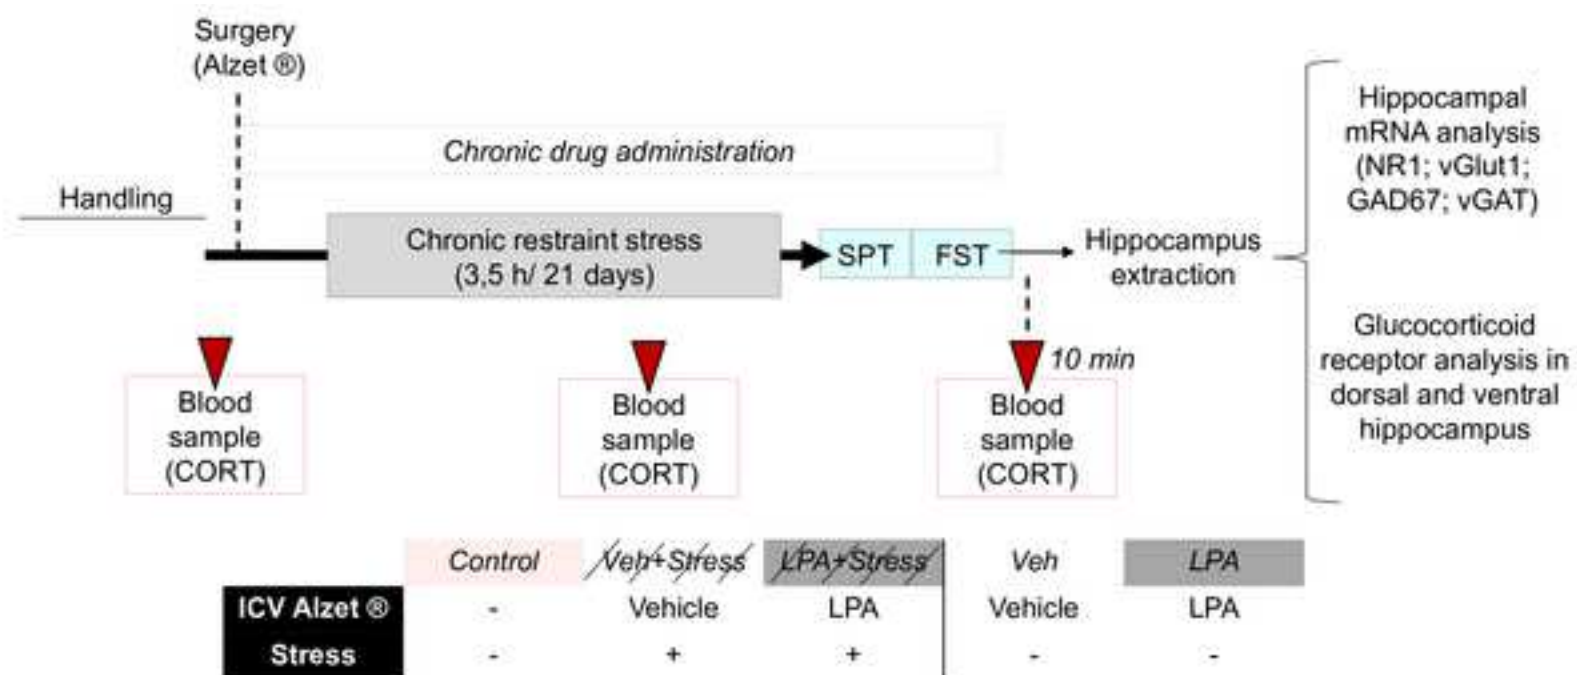 Surgery
(Alzet ®)
Chronic drug administration
Handling
Chronic restraint stress
(3,5 h/ 21 days)
SPT
FST
Hippocampus
extraction
Hippocampal
mRNA analysis
(NR1; vGlut1;
GAD67; vGAT)
Glucocorticoid
receptor analysis in
dorsal and ventral
hippocampus
Blood
sample
(CORT)
Blood
sample
(CORT)
10 min
Blood
sample
(CORT)
Control Veh+Stress LPA+Stress Veh LPA
ICV Alzet ® - Vehicle LPA Vehicle LPA
Stress - + + - -